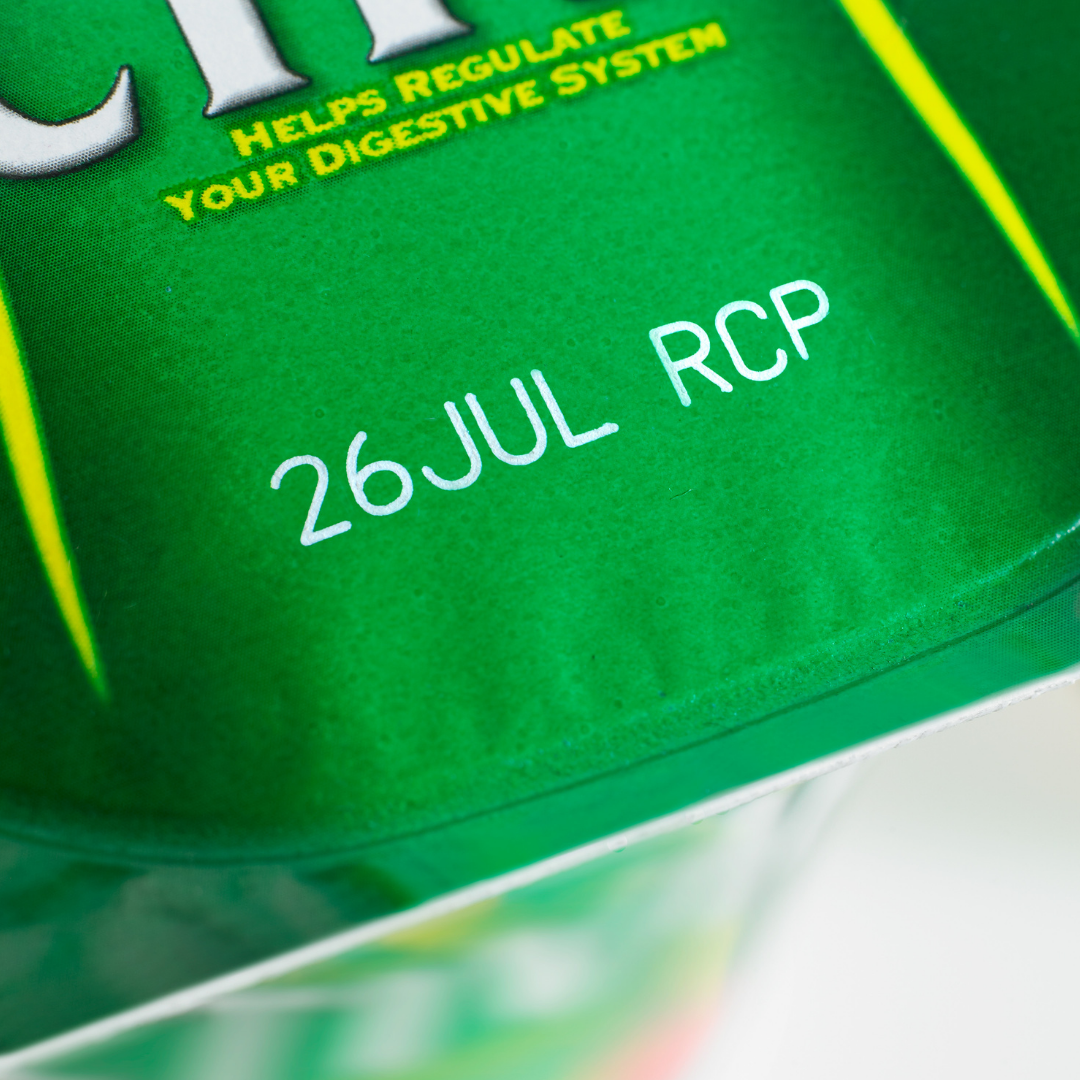 HELPS REGULATE
YOUR DIGESTIVE SYSTEM
26JUL RCP